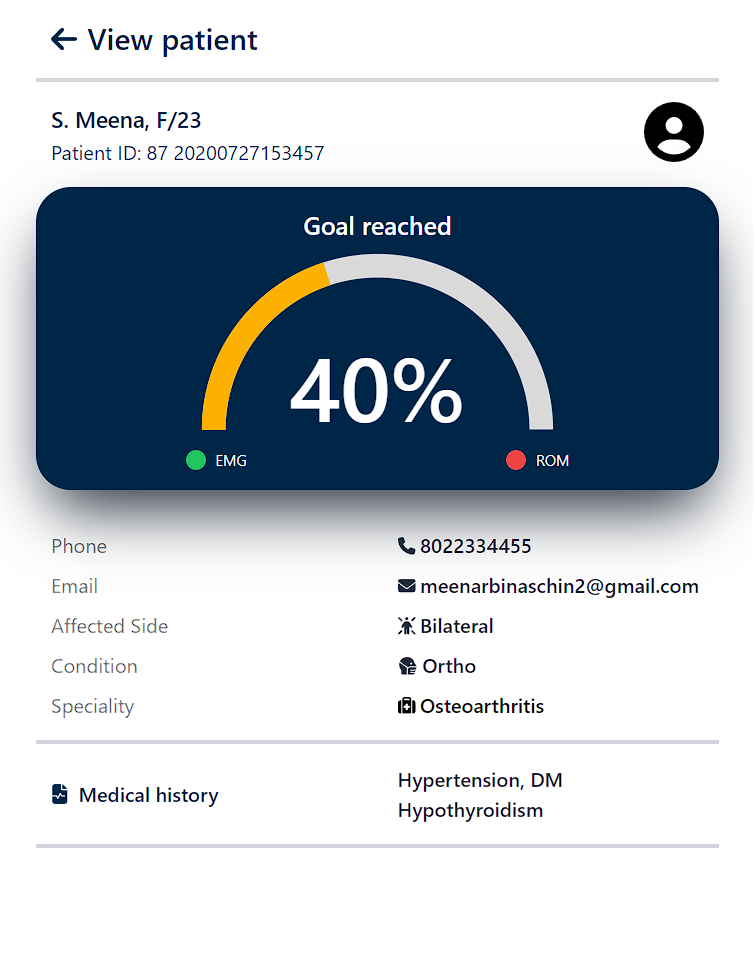 View patient
S. Meena, F/23
Patient ID: 87 20200727153457
Goal reached
40%
EMG
ROM
Phone
8022334455
Email
meenarbinaschin2@gmail.com
Affected Side
Bilateral
Condition
Ortho
Speciality
Osteoarthritis
Medical history
Hypertension, DM
Hypothyroidism